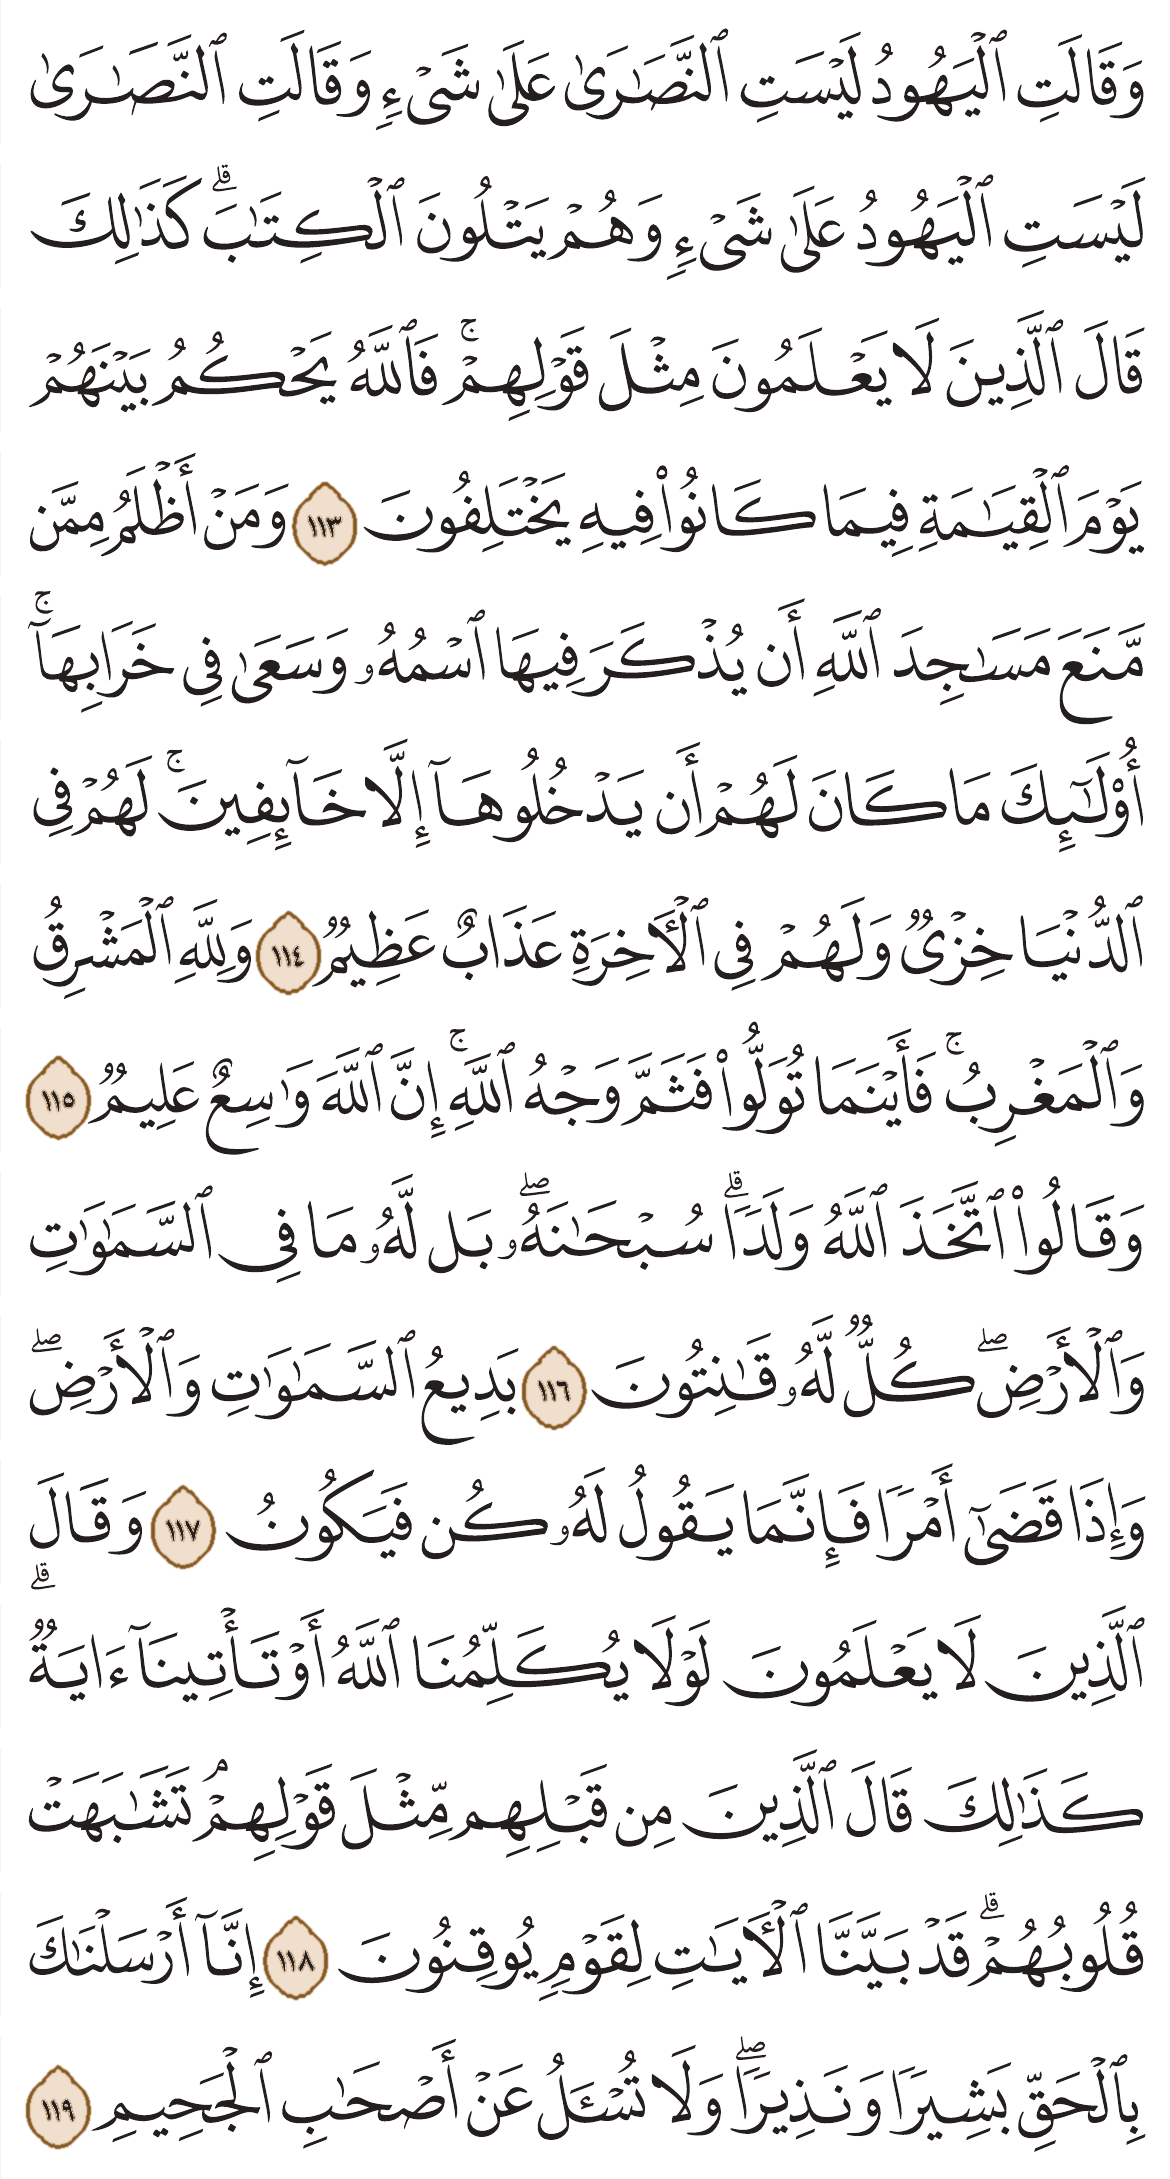 وَقَالَتِ ٱلۡيَهُودُ لَيۡسَتِ ٱلنَّصَٰرَىٰ عَلَىٰ شَيۡءٖ وَقَالَتِ ٱلنَّصَٰرَىٰ
لَيۡسَتِ ٱلۡيَهُودُ عَلَىٰ شَيۡءٖ وَهُمۡ يَتۡلُونَ ٱلۡكِتَٰبَۗ كَذَٰلِكَ
قَالَ ٱلَّذِينَ لَا يَعۡلَمُونَ مِثۡلَ قَوۡلِهِمۡۚ فَٱللَّهُ يَحۡكُمُ بَيۡنَهُمۡ
يَوۡمَ ٱلۡقِيَٰمَةِ فِيمَا كَانُواْ فِيهِ يَخۡتَلِفُونَ ١١٣ وَمَنۡ أَظۡلَمُ مِمَّن
مَّنَعَ مَسَٰجِدَ ٱللَّهِ أَن يُذۡكَرَ فِيهَا ٱسۡمُهُۥ وَسَعَىٰ فِي خَرَابِهَآۚ
أُوْلَٰٓئِكَ مَا كَانَ لَهُمۡ أَن يَدۡخُلُوهَآ إِلَّا خَآئِفِينَۚ لَهُمۡ فِي
ٱلدُّنۡيَا خِزۡيٞ وَلَهُمۡ فِي ٱلۡأٓخِرَةِ عَذَابٌ عَظِيمٞ ١١٤ وَلِلَّهِ ٱلۡمَشۡرِقُ
وَٱلۡمَغۡرِبُۚ فَأَيۡنَمَا تُوَلُّواْ فَثَمَّ وَجۡهُ ٱللَّهِۚ إِنَّ ٱللَّهَ وَٰسِعٌ عَلِيمٞ ١١٥
وَقَالُواْ ٱتَّخَذَ ٱللَّهُ وَلَدٗاۗ سُبۡحَٰنَهُۥۖ بَل لَّهُۥ مَا فِي ٱلسَّمَٰوَٰتِ
وَٱلۡأَرۡضِۖ كُلّٞ لَّهُۥ قَٰنِتُونَ ١١٦ بَدِيعُ ٱلسَّمَٰوَٰتِ وَٱلۡأَرۡضِۖ
وَإِذَا قَضَىٰٓ أَمۡرٗا فَإِنَّمَا يَقُولُ لَهُۥ كُن فَيَكُونُ ١١٧ وَقَالَ
ٱلَّذِينَ لَا يَعۡلَمُونَ لَوۡلَا يُكَلِّمُنَا ٱللَّهُ أَوۡ تَأۡتِينَآ ءَايَةٞۗ
كَذَٰلِكَ قَالَ ٱلَّذِينَ مِن قَبۡلِهِم مِّثۡلَ قَوۡلِهِمۡۘ تَشَٰبَهَتۡ
قُلُوبُهُمۡۗ قَدۡ بَيَّنَّا ٱلۡأٓيَٰتِ لِقَوۡمٖ يُوقِنُونَ ١١٨ إِنَّآ أَرۡسَلۡنَٰكَ
بِٱلۡحَقِّ بَشِيرٗا وَنَذِيرٗاۖ وَلَا تُسۡـَٔلُ عَنۡ أَصۡحَٰبِ ٱلۡجَحِيمِ ١١٩